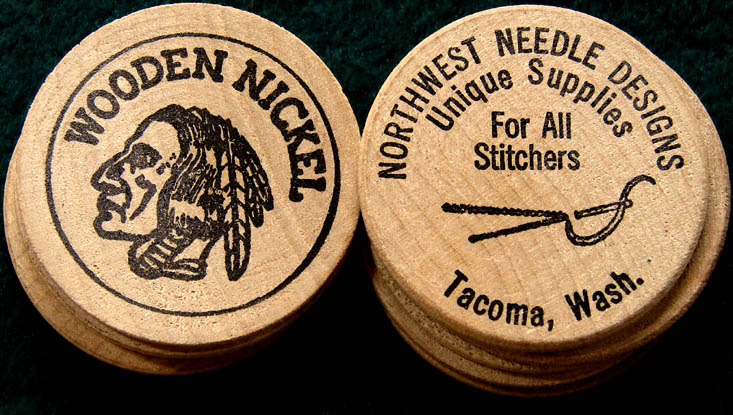 WOODEN NICKEL
NORTHWEST NEEDLE DESIGNS
Unique Supplies
For All
Stitchers
Tacoma, Wash.